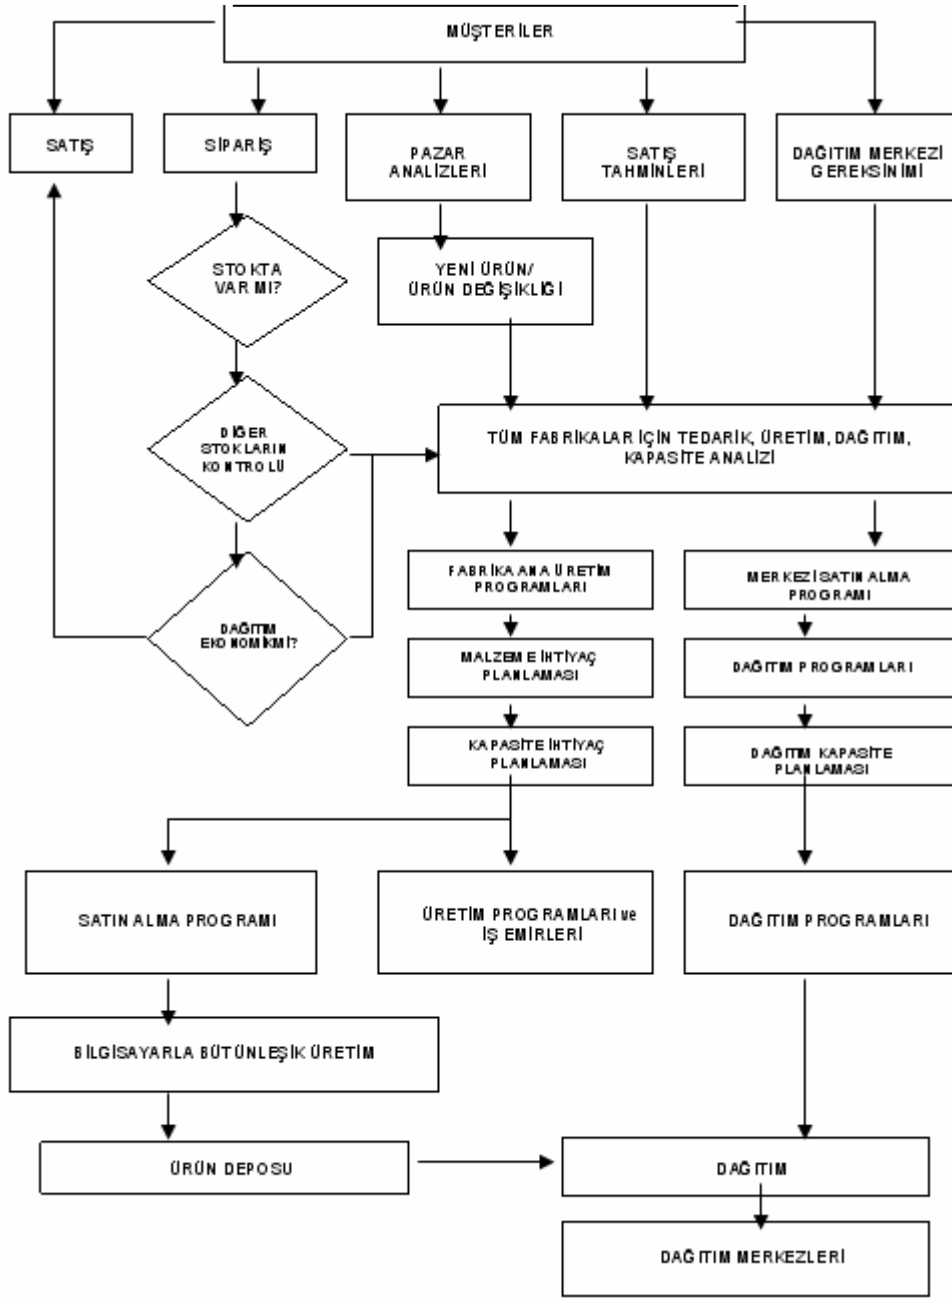 MÜŞTERİLER
SATIŞ
SİPARİŞ
PAZAR
ANALİZLERİ
SATIŞ
TAHMİNLERİ
DAĞITIM MERKEZİ
GEREKSİNİMİ
STOKTA
VAR MI?
YENİ ÜRÜN/
ÜRÜN DEĞİŞİKLİĞİ
DİĞER
STOKLARIN
KONTROLÜ
TÜM FABRİKALAR İÇİN TEDARİK, ÜRETİM, DAĞITIM,
KAPASİTE ANALİZİ
FABRİKA ANA ÜRETİM
PROGRAMLARI
MERKEZİ SATIN ALMA
PROGRAMI
DAĞITIM
EKONOMİKMİ?
MALZEME İHTİYAÇ
PLANLAMASI
DAĞITIM PROGRAMLARI
KAPASİTE İHTİYAÇ
PLANLAMASI
DAĞITIM KAPASİTE
PLANLAMASI
SATIN ALMA PROGRAMI
ÜRETİM PROGRAMLARI ve
İŞ EMİRLERİ
DAĞITIM PROGRAMLARI
BİLGİSAYARLA BÜTÜNLEŞİK ÜRETİM
ÜRÜN DEPOSU
DAĞITIM
DAĞITIM MERKEZLERİ